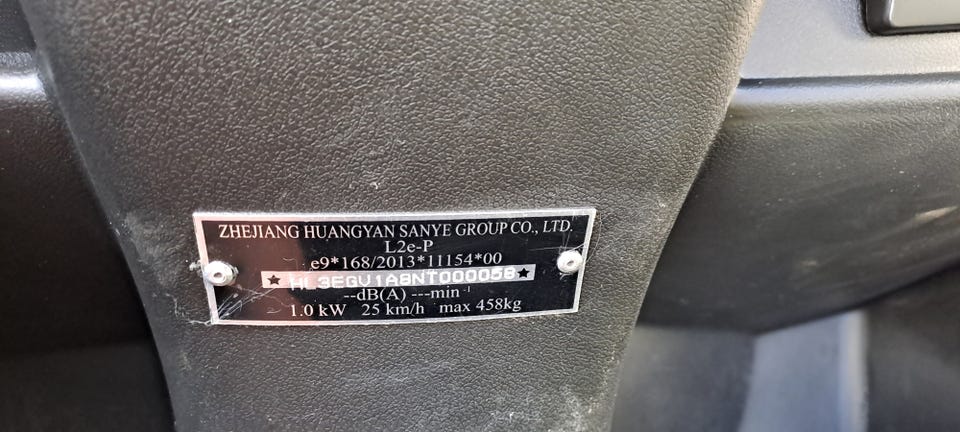 ZHEJIANG HUANGYAN SANYE GROUP CO., LTD.
L2e-P
e9*168/2013*11154*00
★HL3EGV1A8NT000058★
--dB(A) ---min⁻¹
1.0 kW 25 km/h max 458kg